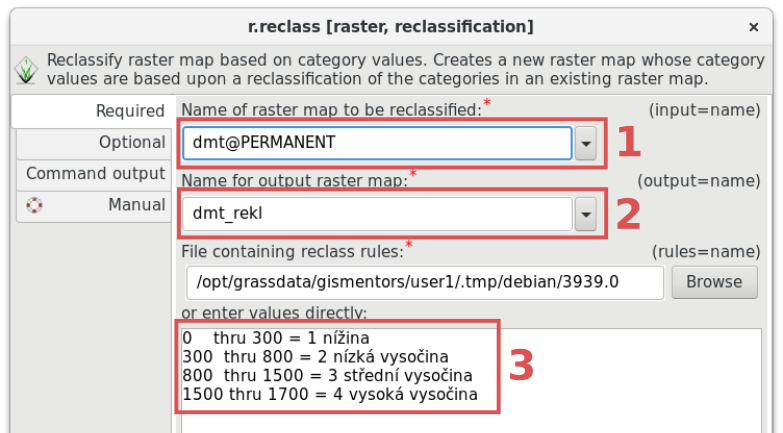 r.reclass [raster, reclassification]
×
Reclassify raster map based on category values. Creates a new raster map whose category
values are based upon a reclassification of the categories in an existing raster map.
Required
Optional
Command output
Manual
Name of raster map to be reclassified:* (input=name)
dmt@PERMANENT
1
Name for output raster map:* (output=name)
dmt_rekl
2
File containing reclass rules:* (rules=name)
/opt/grassdata/gismentors/user1/.tmp/debian/3939.0 Browse
or enter values directly:
0 thru 300 = 1 nížina
300 thru 800 = 2 nízká vysočina
800 thru 1500 = 3 střední vysočina
1500 thru 1700 = 4 vysoká vysočina
3